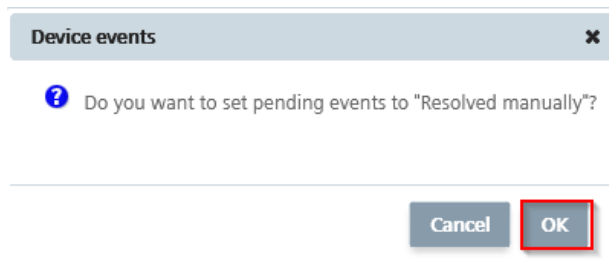 Device events
Do you want to set pending events to "Resolved manually"?
Cancel
OK